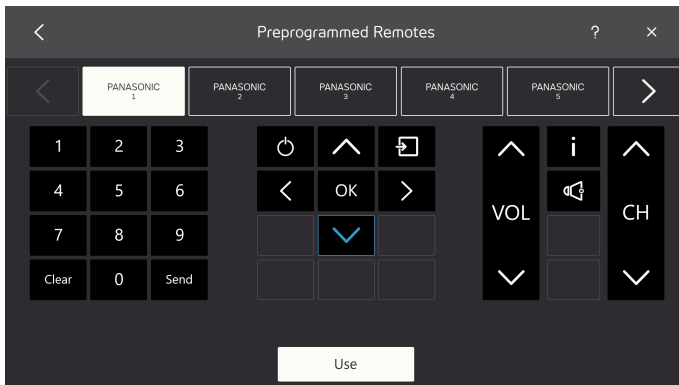 Preprogrammed Remotes ?
PANASONIC
1
PANASONIC
2
PANASONIC
3
PANASONIC
4
PANASONIC
5
1 2 3
4 5 6
7 8 9
Clear 0 Send
OK
i
VOL
CH
Use